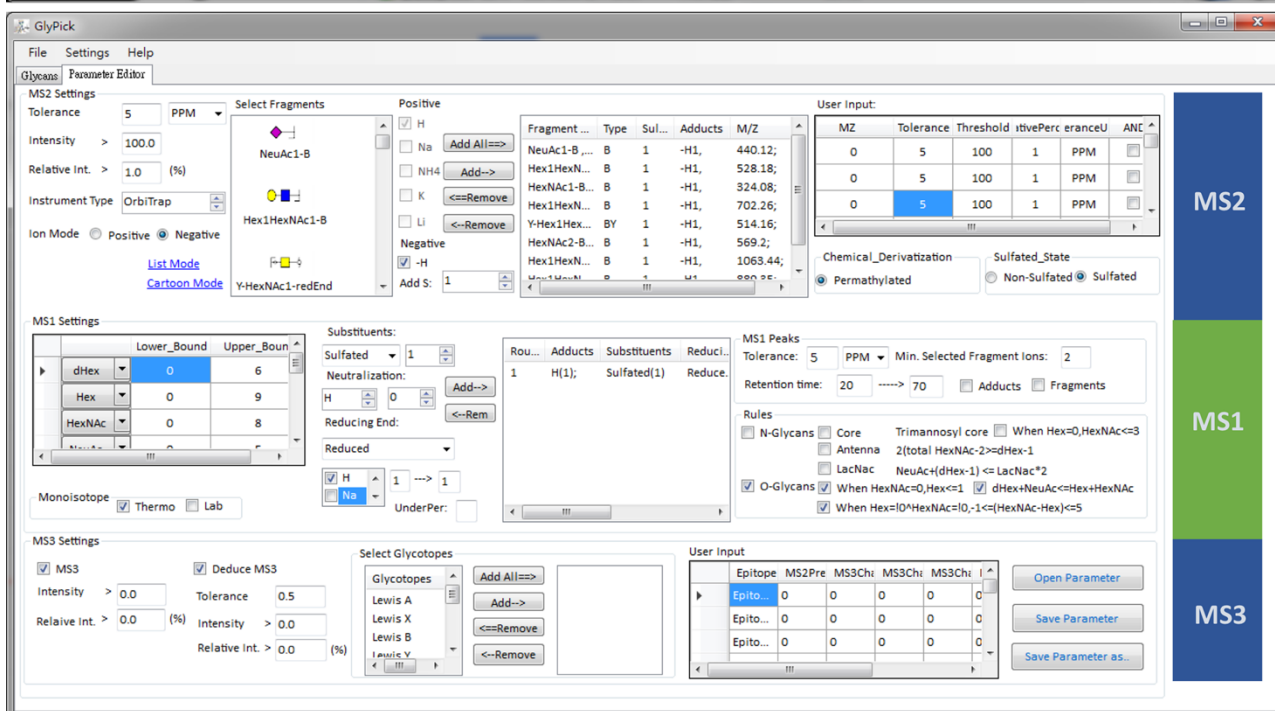 GlyPick
File Settings Help
Glycans Parameter Editor
MS2 Settings
Tolerance 5 PPM
Intensity > 100.0
Relative Int. > 1.0 (%)
Instrument Type OrbiTrap
Ion Mode Positive Negative
List Mode
Cartoon Mode
Select Fragments
NeuAc1-B
Hex1HexNAc1-B
Y-HexNAc1-redEnd
Positive
H
Na
NH4
K
Li
Negative
-H
Add S: 1
Add All==>
Add-->
<==Remove
<--Remove
Fragment ... Type Sul... Adducts M/Z
NeuAc1-B ,... B 1 -H1, 440.12;
Hex1HexN... B 1 -H1, 528.18;
HexNAc1-B... B 1 -H1, 324.08;
Hex1HexN... B 1 -H1, 702.26;
Y-Hex1Hex... BY 1 -H1, 514.16;
HexNAc2-B... B 1 -H1, 569.2;
Hex1HexN... B 1 -H1, 1063.44;
User Input:
MZ Tolerance Threshold ıtivePerc eranceU AND
0 5 100 1 PPM
0 5 100 1 PPM
0 5 100 1 PPM
Chemical_Derivatization
Permathylated
Sulfated_State
Non-Sulfated Sulfated
MS2
MS1 Settings
Lower_Bound Upper_Boun
dHex 0 6
Hex 0 9
HexNAc 0 8
Monoisotope
Thermo Lab
Substituents:
Sulfated 1
Neutralization:
H 0
Add-->
<--Rem
Reducing End:
Reduced
H 1 ---> 1
Na
UnderPer:
Rou... Adducts Substituents Reduci..
1 H(1); Sulfated(1) Reduce.
MS1 Peaks
Tolerance: 5 PPM Min. Selected Fragment Ions: 2
Retention time: 20 -----> 70 Adducts Fragments
Rules
N-Glycans Core Trimannosyl core When Hex=0,HexNAc<=3
Antenna 2(total HexNAc-2>=dHex-1
LacNac NeuAc+(dHex-1) <= LacNac*2
O-Glycans When HexNAc=0,Hex<=1 dHex+NeuAc<=Hex+HexNAc
When Hex=!0^HexNAc=!0,-1<=(HexNAc-Hex)<=5
MS1
MS3 Settings
MS3
Intensity > 0.0
Relaive Int. > 0.0 (%)
Deduce MS3
Tolerance 0.5
Intensity > 0.0
Relative Int. > 0.0 (%)
Select Glycotopes
Glycotopes
Lewis A
Lewis X
Lewis B
Lewis Y
Add All==>
Add-->
<==Remove
<--Remove
User Input
Epitope MS2Pre MS3Cha MS3Cha MS3Cha
Epito... 0 0 0 0 0
Epito... 0 0 0 0 0
Epito... 0 0 0 0 0
Open Parameter
Save Parameter
Save Parameter as..
MS3